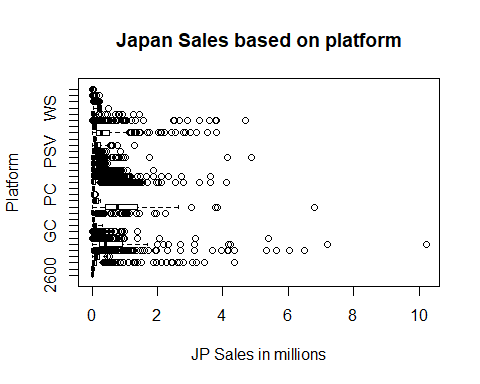 Japan Sales based on platform
Platform
WS
PSV
PC
GC
2600
0 2 4 6 8 10
JP Sales in millions